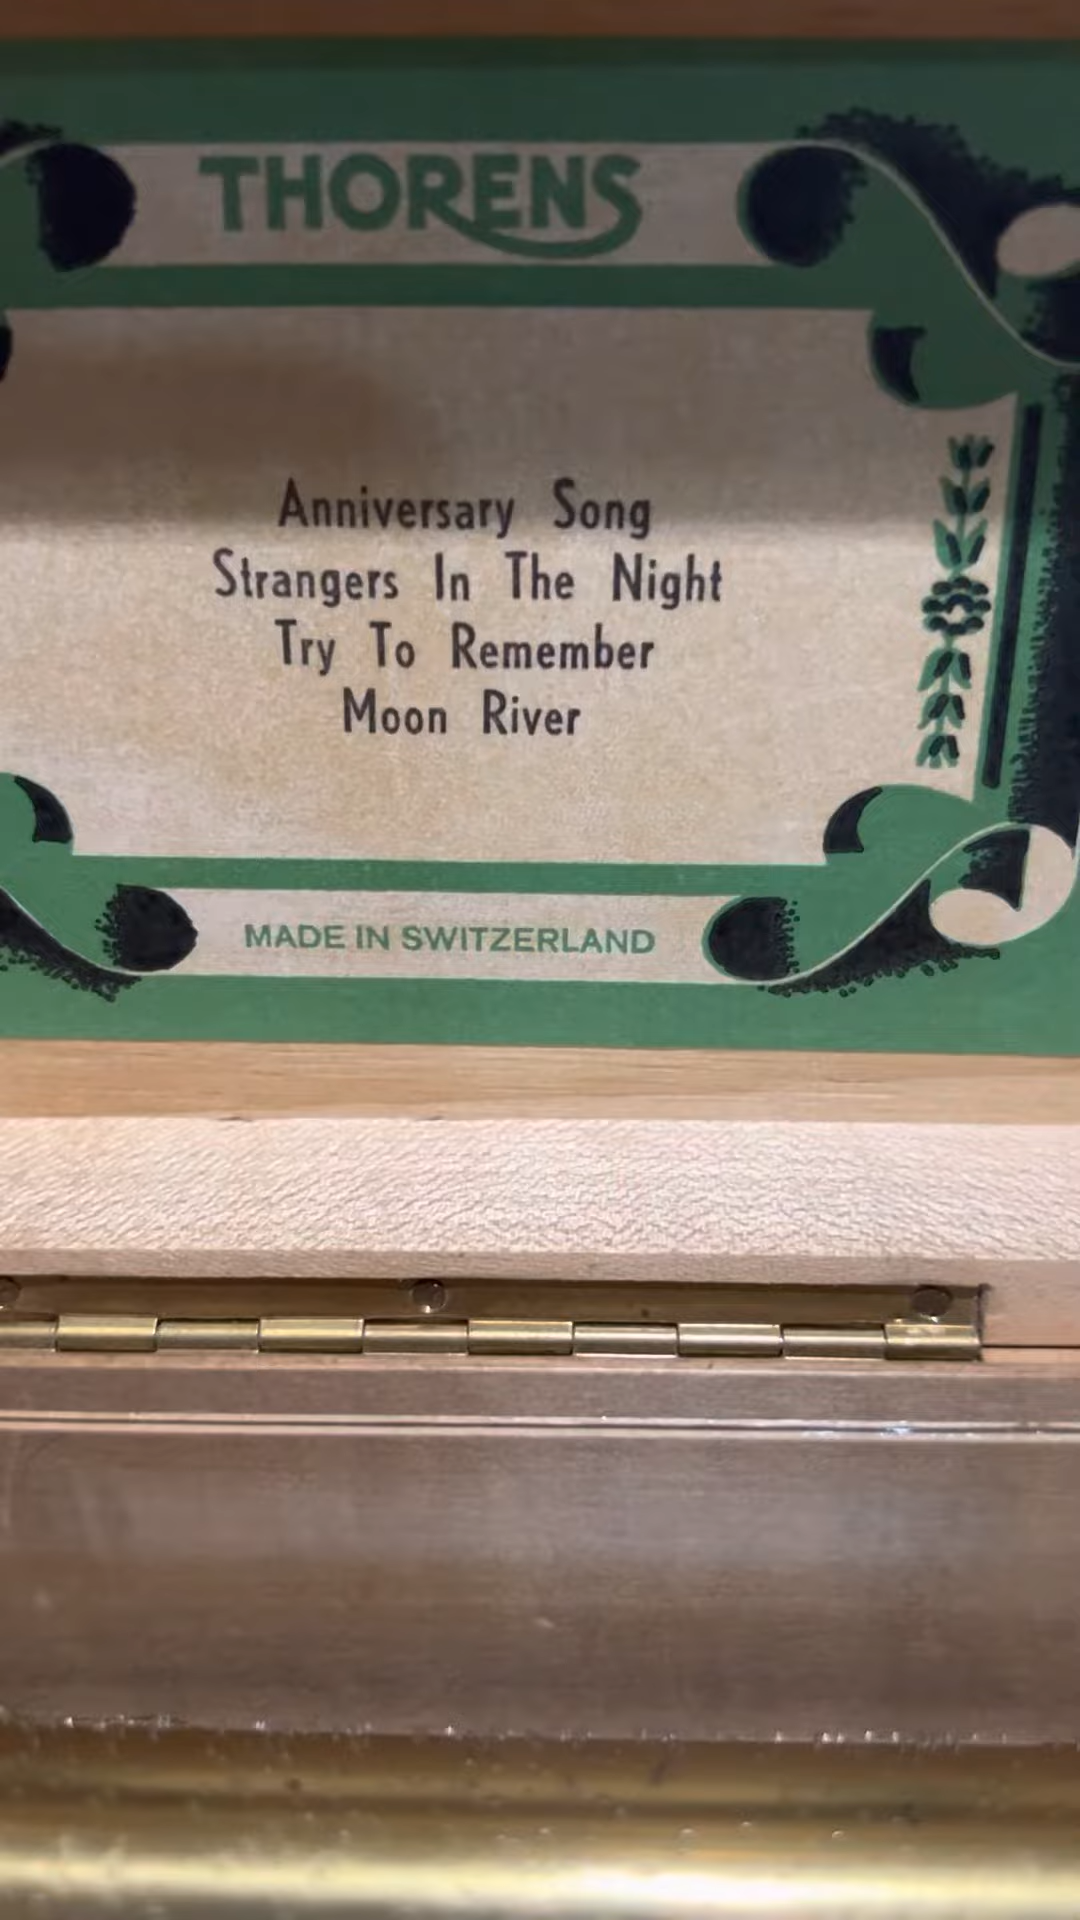 THORENS
Anniversary Song
Strangers In The Night
Try To Remember
Moon River
MADE IN SWITZERLAND